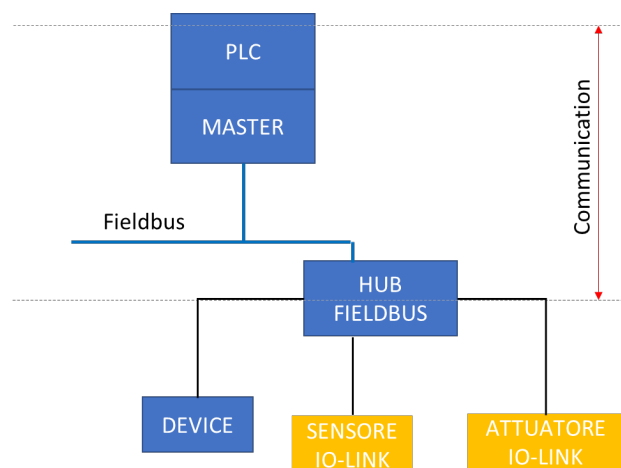 PLC
MASTER
Communication
Fieldbus
HUB
FIELDBUS
DEVICE
SENSORE
IO-LINK
ATTUATORE
IO-LINK